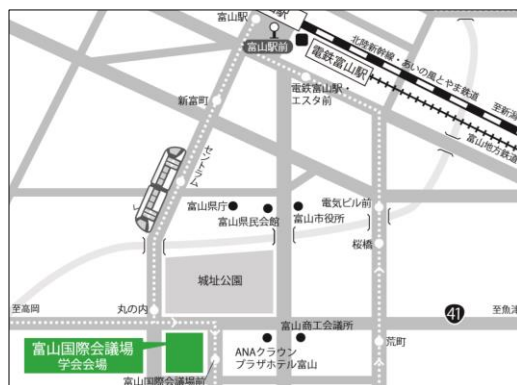 富山駅
富山駅前
電鉄富山駅
北陸新幹線・あいの風とやま鉄道
至新潟
富山地方鉄道
電鉄富山駅・
エスタ前
新富町
セントラム
富山県庁
富山県民会館
富山市役所
電気ビル前
桜橋
城址公園
至高岡
丸の内
41
至魚津
富山国際会議場
学会会場
富山商工会議所
ANAクラウン
プラザホテル富山
荒町
富山国際会議場前